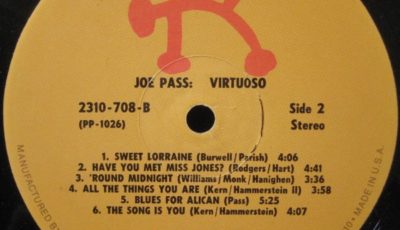 JOE PASS: VIRTUOSO
2310-708-B
Side 2
(PP-1026)
Stereo
1. SWEET LORRAINE (Burwell/Parish) 4:06
2. HAVE YOU MET MISS JONES? (Rodgers/Hart) 4:41
3. 'ROUND MIDNIGHT (Williams/Monk/Hanighen) 3:36
4. ALL THE THINGS YOU ARE (Kern/Hammerstein II) 3:58
5. BLUES FOR ALICAN (Pass) 5:25
6. THE SONG IS YOU (Kern/Hammerstein) 4:07
MANUFACTURED
MADE IN U.S.A.